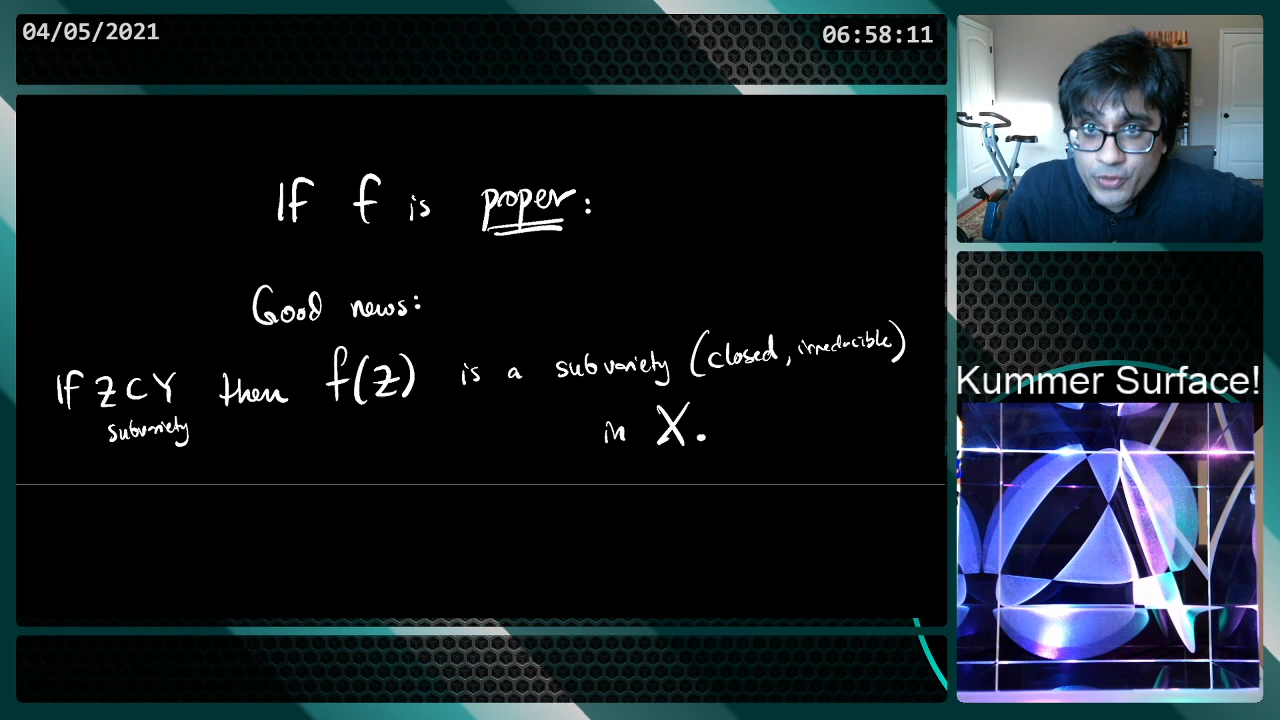 04/05/2021
06:58:11
If f is proper:
Good news:
If Z ⊂ Y then f(Z) is a subvariety (closed, irreducible)
subvariety
in X.
Kummer Surface!